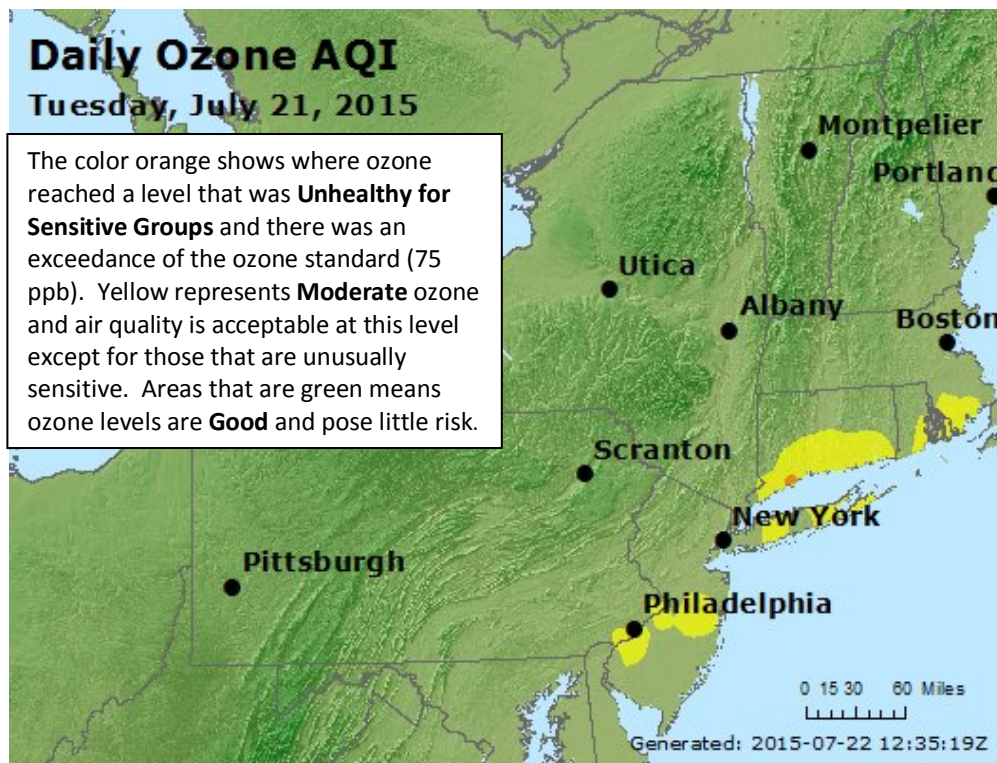 Daily Ozone AQI
Tuesday, July 21, 2015
The color orange shows where ozone
reached a level that was Unhealthy for
Sensitive Groups and there was an
exceedance of the ozone standard (75
ppb).  Yellow represents Moderate ozone
and air quality is acceptable at this level
except for those that are unusually
sensitive.  Areas that are green means
ozone levels are Good and pose little risk.
Montpelier
Portland
Utica
Albany
Boston
Scranton
New York
Pittsburgh
Philadelphia
0 15 30 60 Miles
Generated: 2015-07-22 12:35:19Z